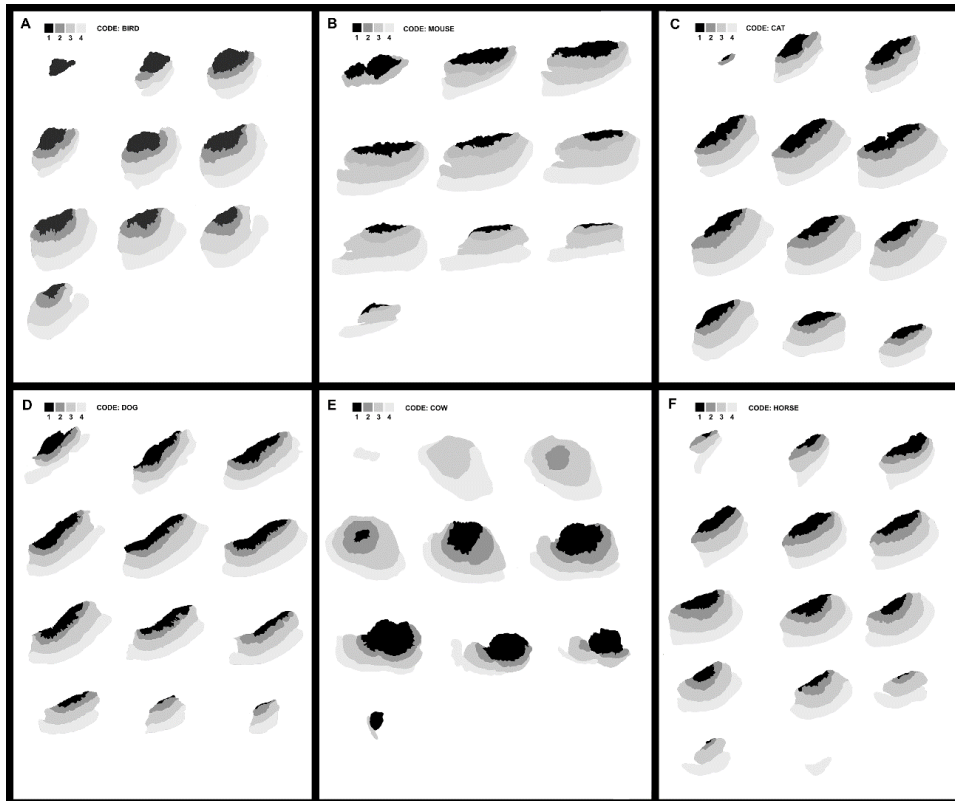 A CODE: BIRD
1 2 3 4
B CODE: MOUSE
1 2 3 4
C CODE: CAT
1 2 3 4
D CODE: DOG
1 2 3 4
E CODE: COW
1 2 3 4
F CODE: HORSE
1 2 3 4